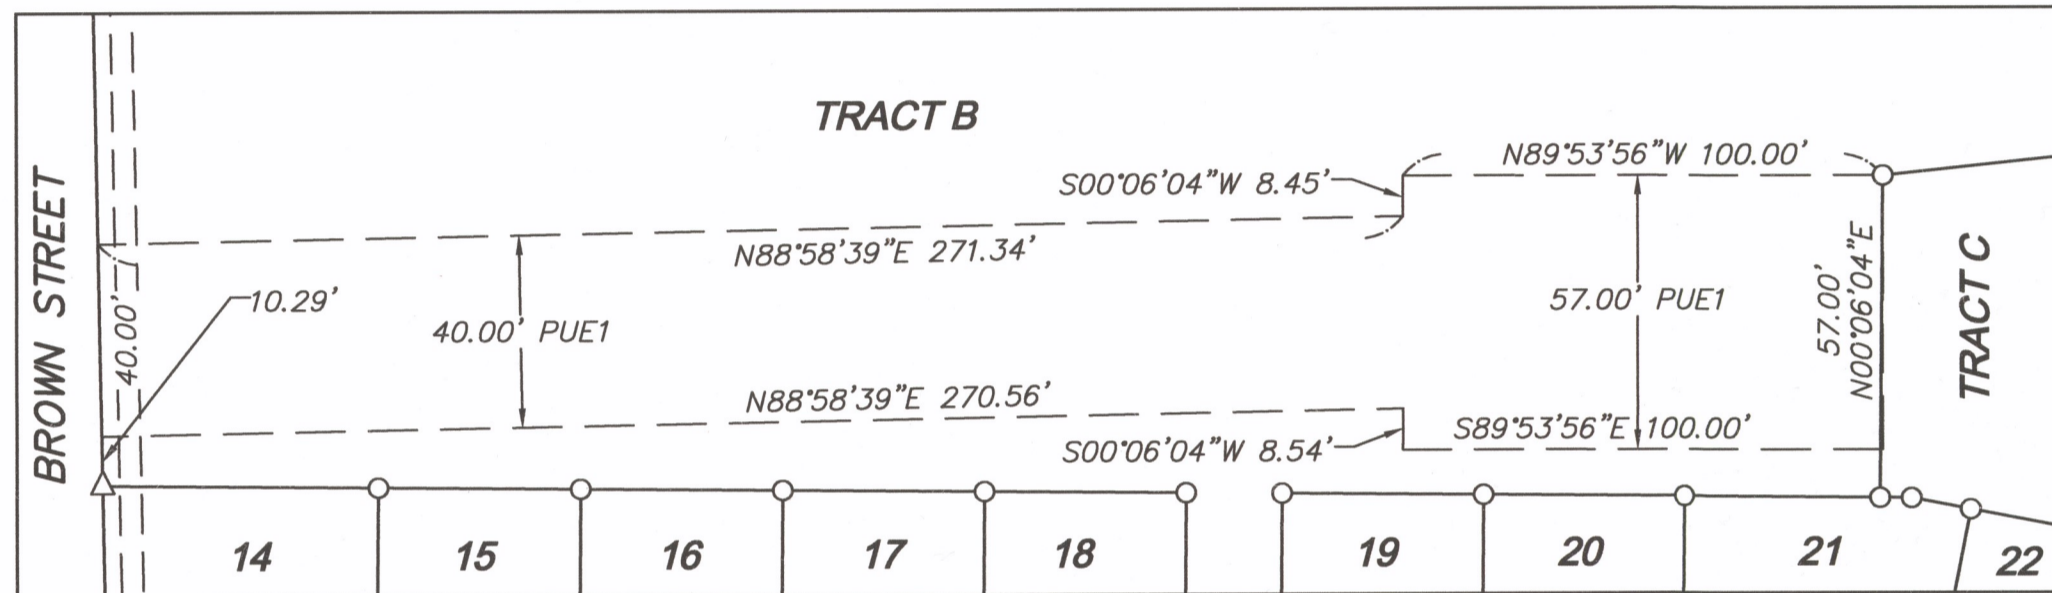 TRACT B
N89°53'56"W 100.00'
S00°06'04"W 8.45'
N88°58'39"E 271.34'
BROWN STREET
40.00'
10.29'
40.00' PUE1
57.00' PUE1
57.00'
N00°06'04"E
TRACT C
N88°58'39"E 270.56'
S89°53'56"E 100.00'
S00°06'04"W 8.54'
14
15
16
17
18
19
20
21
22